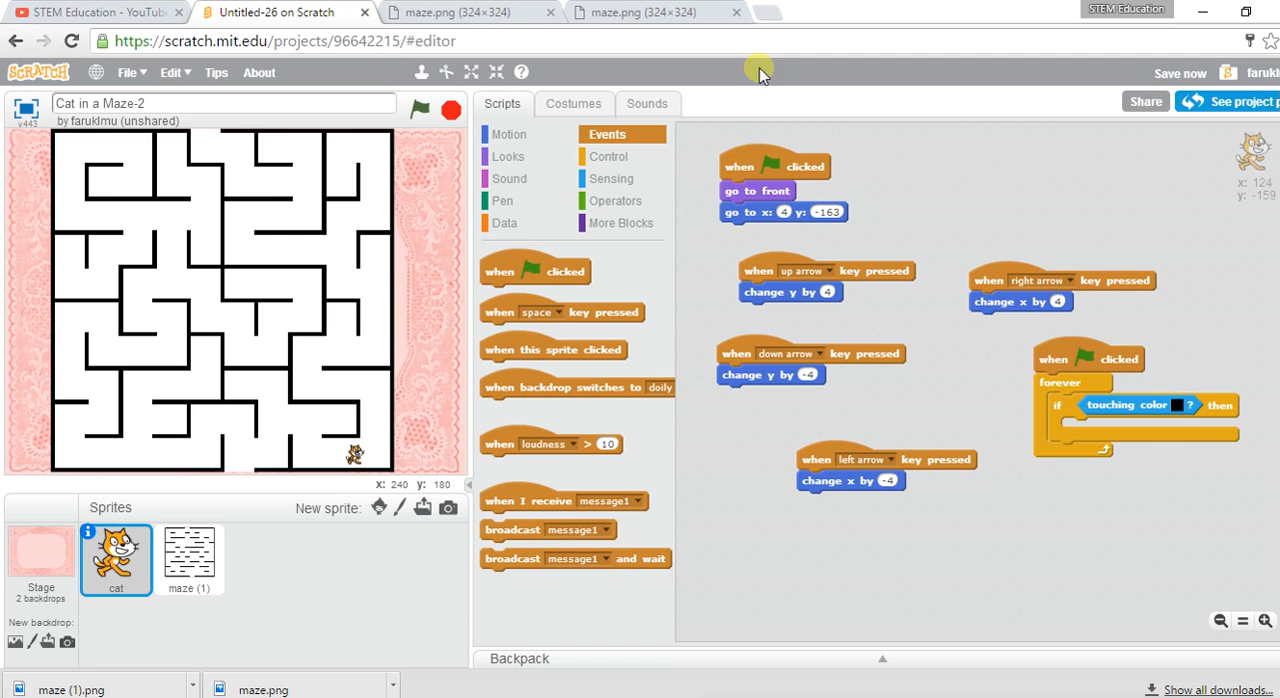 STEM Education - YouTub
Untitled-26 on Scratch
maze.png (324×324)
maze.png (324×324)
STEM Education
https://scratch.mit.edu/projects/96642215/#editor
SCRATCH
File
Edit
Tips
About
Save now
farukl
v443
Cat in a Maze-2
by farukImu (unshared)
Scripts
Costumes
Sounds
Share
See project p
Motion
Events
Looks
Control
Sound
Sensing
Pen
Operators
Data
More Blocks
when clicked
when space key pressed
when this sprite clicked
when backdrop switches to doily
when loudness > 10
when I receive message1
broadcast message1
broadcast message1 and wait
when clicked
go to front
go to x: 4 y: -163
when up arrow key pressed
change y by 4
when right arrow key pressed
change x by 4
when down arrow key pressed
change y by -4
when left arrow key pressed
change x by -4
when clicked
forever
if touching color ? then
x: 124
y: -159
x: 240 y: 180
Sprites
New sprite:
Stage
2 backdrops
New backdrop:
cat
maze (1)
Backpack
maze (1).png
maze.png
Show all downloads...